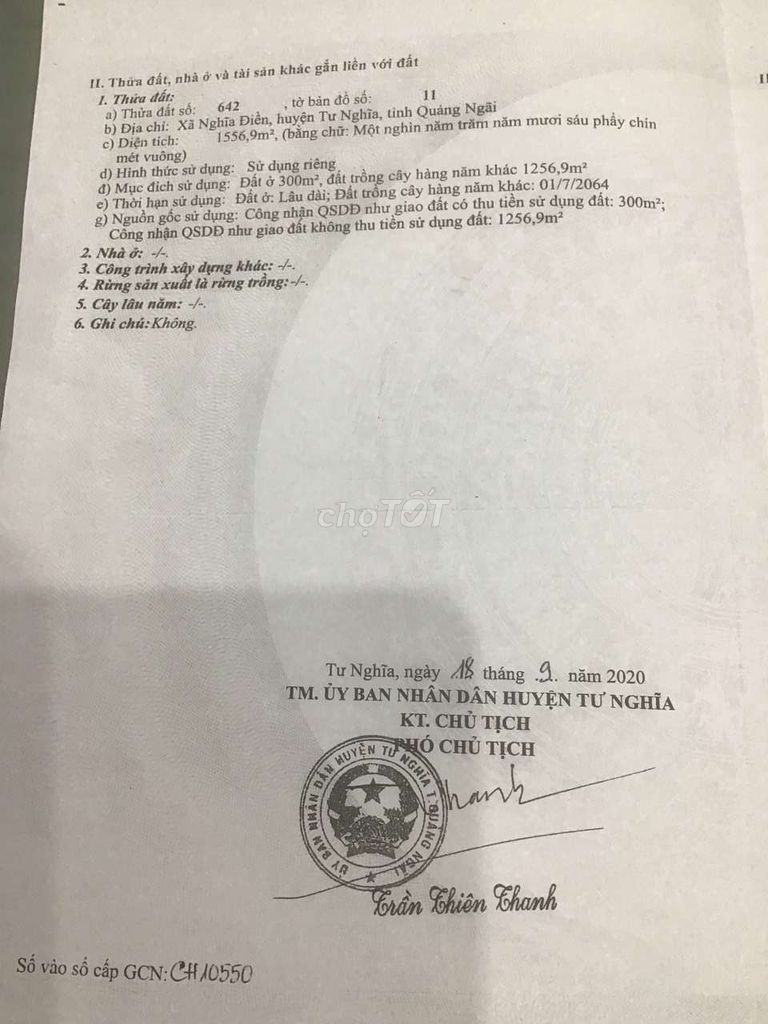 II. Thửa đất, nhà ở và tài sản khác gắn liền với đất
1. Thửa đất:
a) Thửa đất số: 642 , tờ bản đồ số: 11
b) Địa chỉ: Xã Nghĩa Điền, huyện Tư Nghĩa, tỉnh Quảng Ngãi
c) Diện tích: 1556,9m², (bằng chữ: Một nghìn năm trăm năm mươi sáu phẩy chín
mét vuông)
d) Hình thức sử dụng: Sử dụng riêng
đ) Mục đích sử dụng: Đất ở 300m², đất trồng cây hàng năm khác 1256,9m²
e) Thời hạn sử dụng: Đất ở: Lâu dài; Đất trồng cây hàng năm khác: 01/7/2064
g) Nguồn gốc sử dụng: Công nhận QSDĐ như giao đất có thu tiền sử dụng đất: 300m²;
Công nhận QSDĐ như giao đất không thu tiền sử dụng đất: 1256,9m²
2. Nhà ở: -/-.
3. Công trình xây dựng khác: -/-.
4. Rừng sản xuất là rừng trồng:-/-.
5. Cây lâu năm: -/-.
6. Ghi chú: Không.
chợTỐT
Tư Nghĩa, ngày 18 tháng .9. năm 2020
TM. ỦY BAN NHÂN DÂN HUYỆN TƯ NGHĨA
KT. CHỦ TỊCH
PHÓ CHỦ TỊCH
ỦY BAN NHÂN DÂN HUYỆN TƯ NGHĨA T.QUẢNG NGÃI
Thanh
Trần Thiên Thanh
Số vào sổ cấp GCN: CH 10550